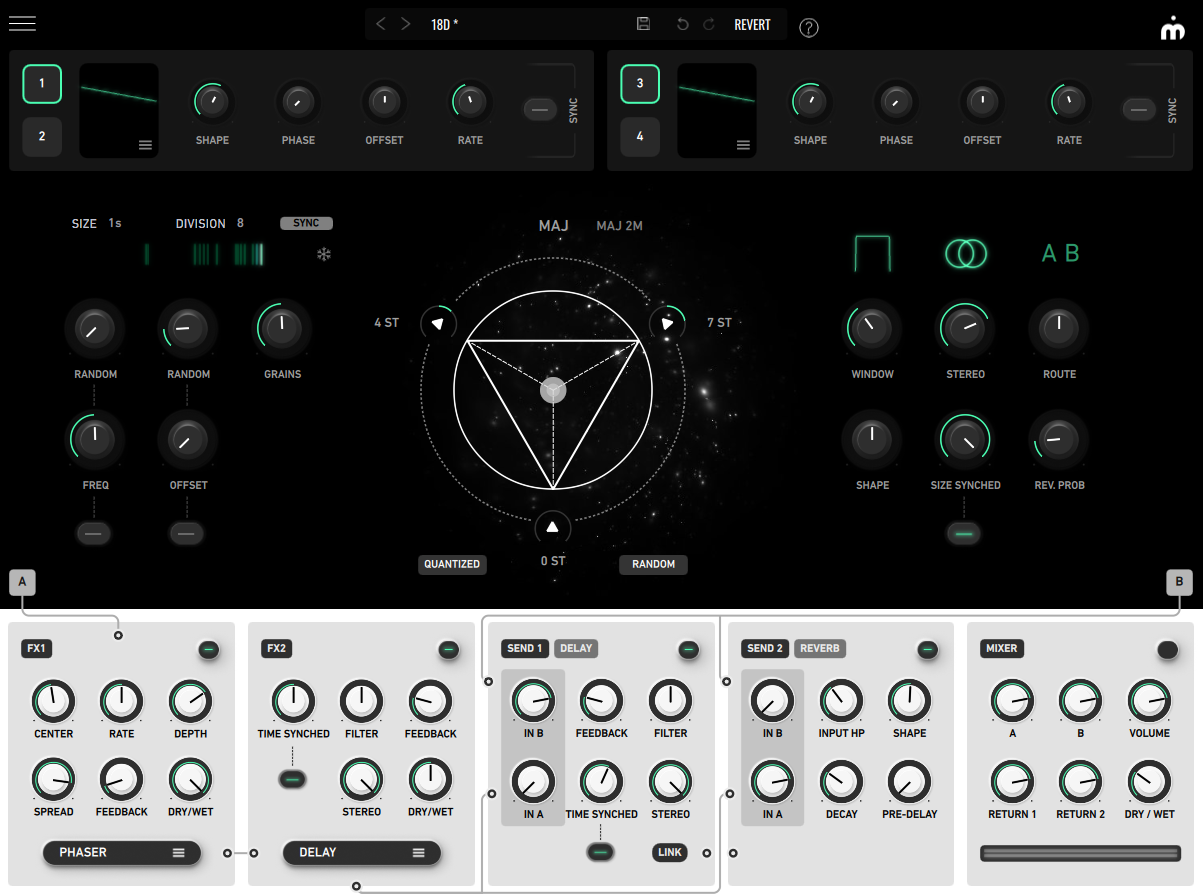 18D *
REVERT
?
m
1
2
SHAPE PHASE OFFSET RATE
SYNC
3
4
SHAPE PHASE OFFSET RATE
SYNC
SIZE 1s DIVISION 8 SYNC
MAJ MAJ 2M
A B
4 ST
7 ST
RANDOM RANDOM GRAINS
WINDOW STEREO ROUTE
FREQ OFFSET
SHAPE SIZE SYNCHED REV. PROB
QUANTIZED 0 ST RANDOM
A
B
FX1
CENTER RATE DEPTH
SPREAD FEEDBACK DRY/WET
PHASER
FX2
TIME SYNCHED FILTER FEEDBACK
STEREO DRY/WET
DELAY
SEND 1 DELAY
IN B FEEDBACK FILTER
IN A TIME SYNCHED STEREO
LINK
SEND 2 REVERB
IN B INPUT HP SHAPE
IN A DECAY PRE-DELAY
MIXER
A B VOLUME
RETURN 1 RETURN 2 DRY / WET